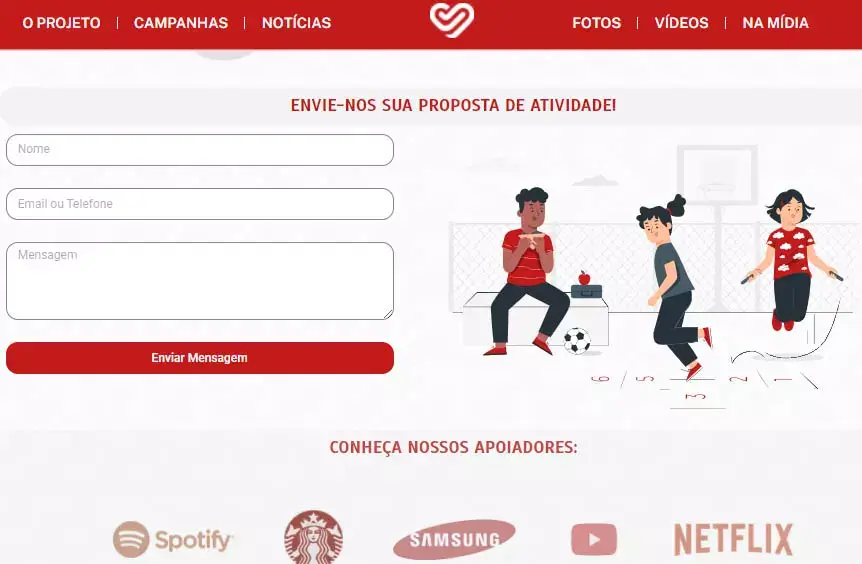 O PROJETO | CAMPANHAS | NOTÍCIAS FOTOS | VÍDEOS | NA MÍDIA
ENVIE-NOS SUA PROPOSTA DE ATIVIDADE!
Nome
Email ou Telefone
Mensagem
Enviar Mensagem
6 5 3 2 1
CONHEÇA NOSSOS APOIADORES:
Spotify SAMSUNG NETFLIX